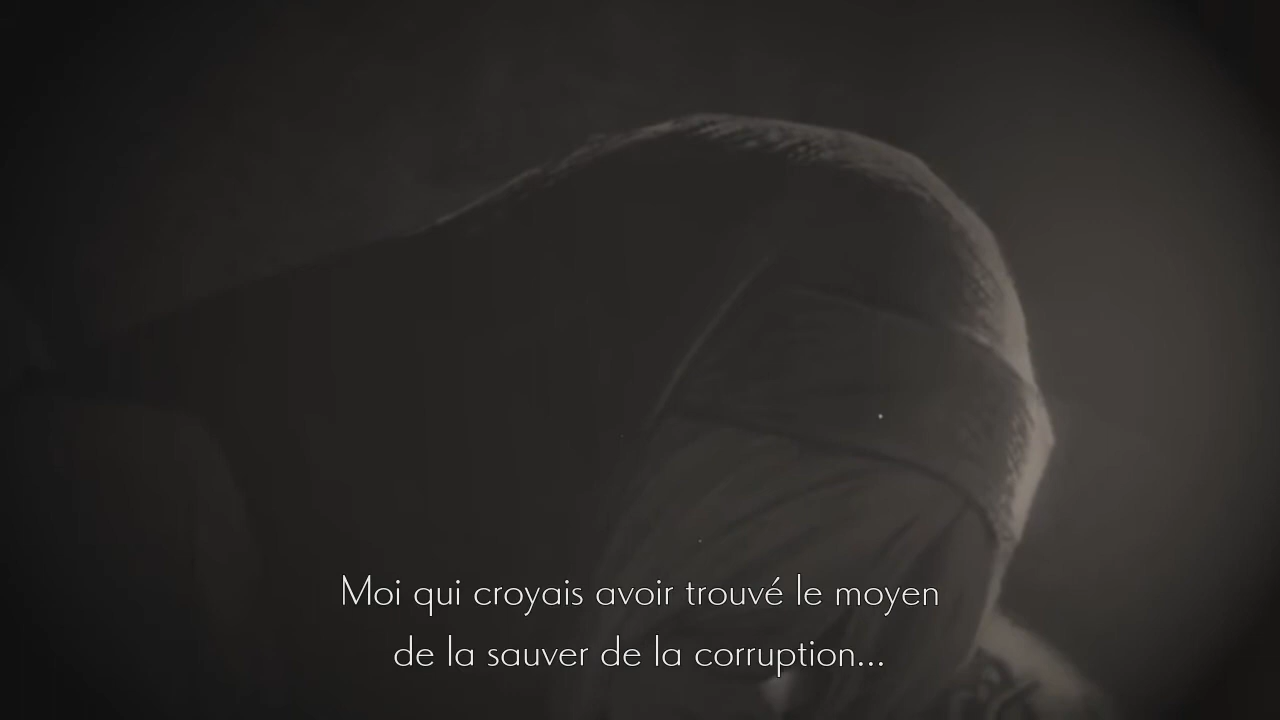 Moi qui croyais avoir trouvé le moyen
de la sauver de la corruption...